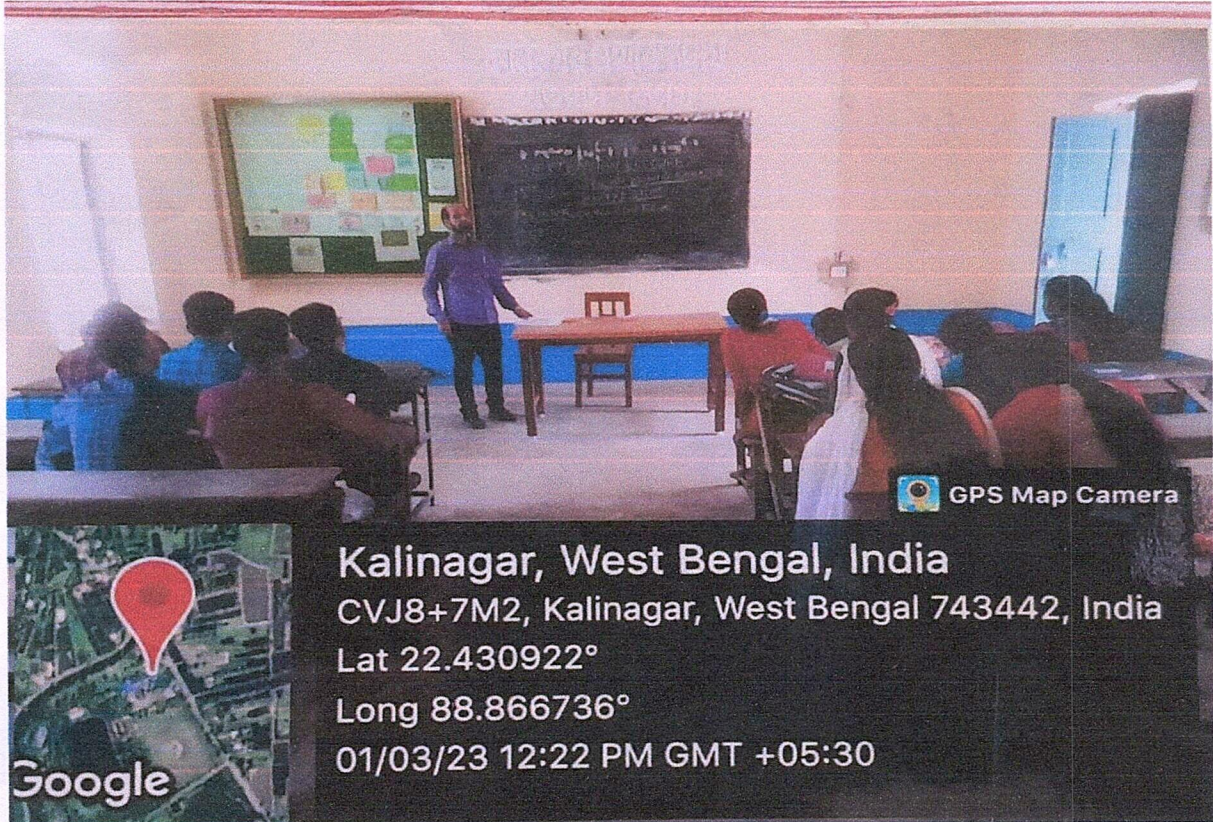 GPS Map Camera
Kalinagar, West Bengal, India
CVJ8+7M2, Kalinagar, West Bengal 743442, India
Lat 22.430922°
Long 88.866736°
01/03/23 12:22 PM GMT +05:30
Google